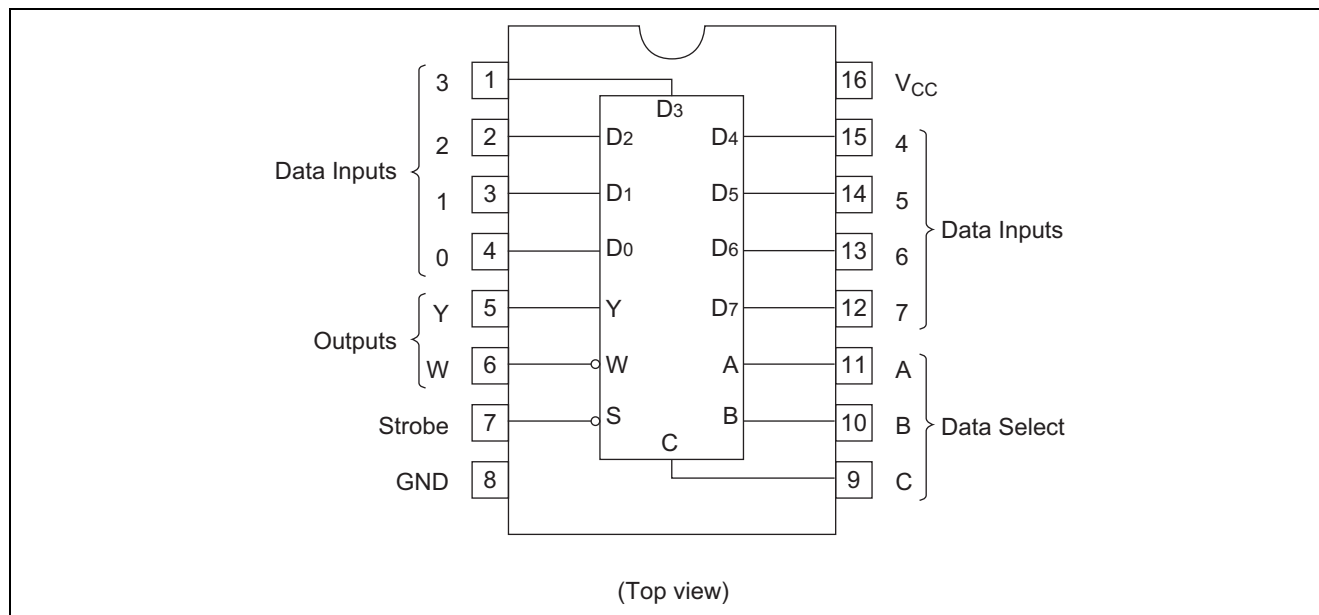 3 1 D3 16 VCC
2 2 D2 D4 15 4
Data Inputs
1 3 D1 D5 14 5
Data Inputs
0 4 D0 D6 13 6
Y 5 Y D7 12 7
Outputs
W 6 W A 11 A
Strobe 7 S B 10 B Data Select
GND 8 C 9 C
(Top view)